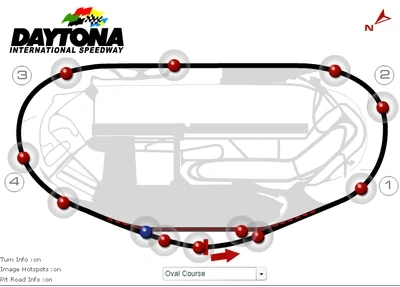 DAYTONA
INTERNATIONAL SPEEDWAY
N
3
2
4
1
Turn Info : on
Image Hotspots : on
Pit Road Info : on
Oval Course